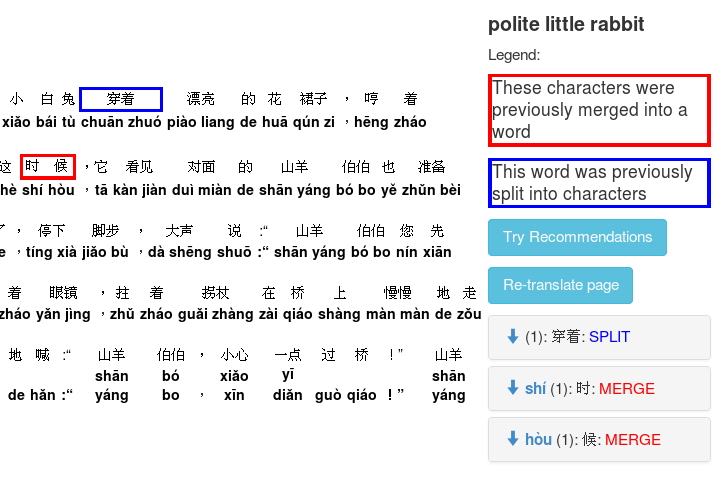 polite little rabbit
Legend:
These characters were
previously merged into a
word
This word was previously
split into characters
Try Recommendations
Re-translate page
(1): 穿着: SPLIT
shí (1): 时: MERGE
hòu (1): 候: MERGE
小 白 兔 穿着 漂亮 的 花 裙子 ， 哼 着
xiǎo bái tù chuān zhuó piào liang de huā qún zi ，hēng zháo
这 时 候 ，它 看见 对面 的 山羊 伯伯 也 准备
hè shí hòu ，tā kàn jiàn duì miàn de shān yáng bó bo yě zhǔn bèi
了 ，停下 脚步 ， 大声 说 :“ 山羊 伯伯 您 先
e ，tíng xià jiǎo bù ，dà shēng shuō :“ shān yáng bó bo nín xiān
着 眼镜 ，拄 着 拐杖 在 桥 上 慢慢 地 走
zháo yǎn jìng ，zhǔ zháo guǎi zhàng zài qiáo shàng màn màn de zǒu
地 喊 :“ 山羊 伯伯 ， 小心 一点 过 桥 ！” 山羊
shān bó xiǎo yī shān
de hǎn :“ yáng bo ， xīn diǎn guò qiáo ！” yáng